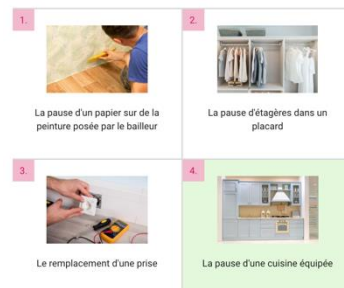 1.
La pause d'un papier sur de la
peinture posée par le bailleur
2.
La pause d'étagères dans un
placard
3.
Le remplacement d'une prise
4.
La pause d'une cuisine équipée